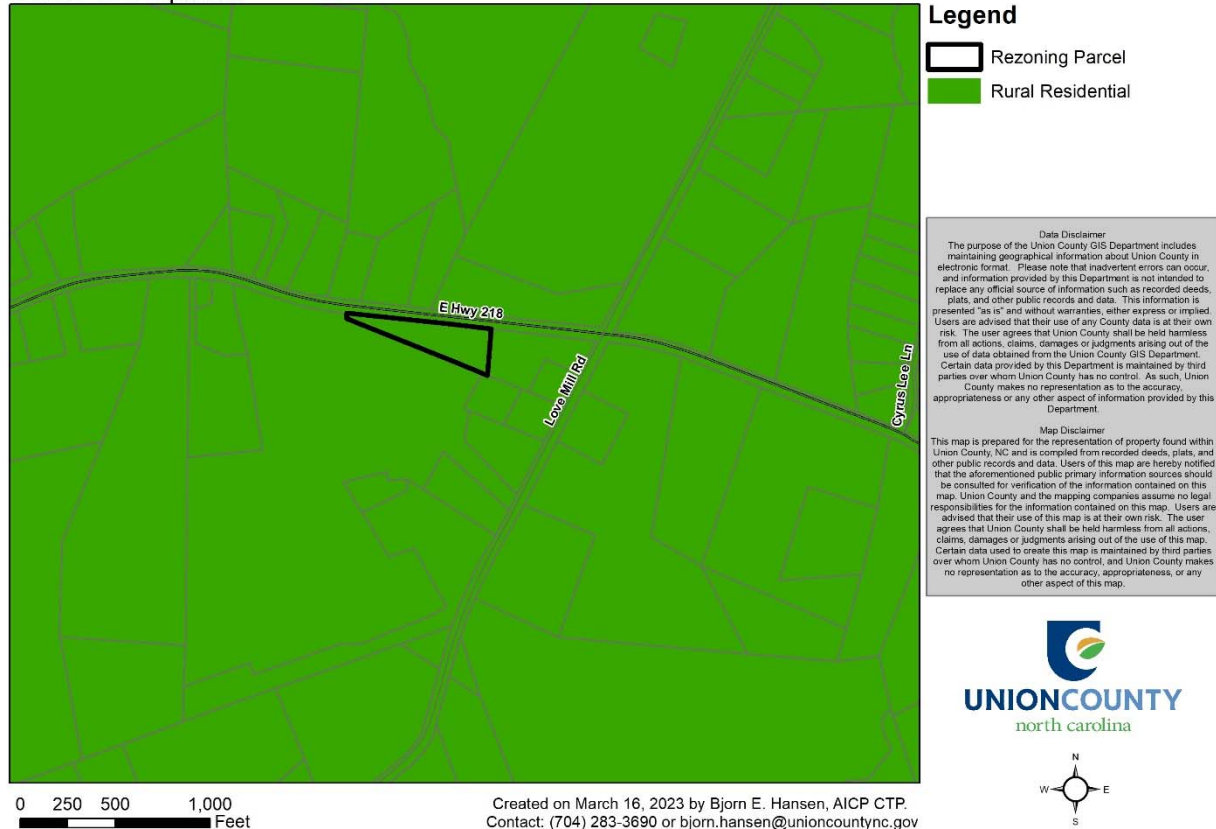 Legend
Rezoning Parcel
Rural Residential
E Hwy 218
Love Mill Rd
Cyrus Lee Ln
Data Disclaimer
The purpose of the Union County GIS Department includes
maintaining geographical information about Union County in
electronic format. Please note that inadvertent errors can occur,
and information provided by this Department is not intended to
replace any official source of information such as recorded deeds,
plats, and other public records and data. This information is
presented "as is" and without warranties, either express or implied.
Users are advised that their use of any County data is at their own
risk. The user agrees that Union County shall be held harmless
from all actions, claims, damages or judgments arising out of the
use of data obtained from the Union County GIS Department.
Certain data provided by this Department is maintained by third
parties over whom Union County has no control. As such, Union
County makes no representation as to the accuracy,
appropriateness or any other aspect of information provided by this
Department.
Map Disclaimer
This map is prepared for the representation of property found within
Union County, NC and is compiled from recorded deeds, plats, and
other public records and data. Users of this map are hereby notified
that the aforementioned public primary information sources should
be consulted for verification of the information contained on this
map. Union County and the mapping companies assume no legal
responsibilities for the information contained on this map. Users are
advised that their use of this map is at their own risk. The user
agrees that Union County shall be held harmless from all actions,
claims, damages or judgments arising out of the use of this map.
Certain data used to create this map is maintained by third parties
over whom Union County has no control, and Union County makes
no representation as to the accuracy, appropriateness, or any
other aspect of this map.
UNIONCOUNTY
north carolina
N
W E
S
0 250 500 1,000
Feet
Created on March 16, 2023 by Bjorn E. Hansen, AICP CTP.
Contact: (704) 283-3690 or bjorn.hansen@unioncountync.gov